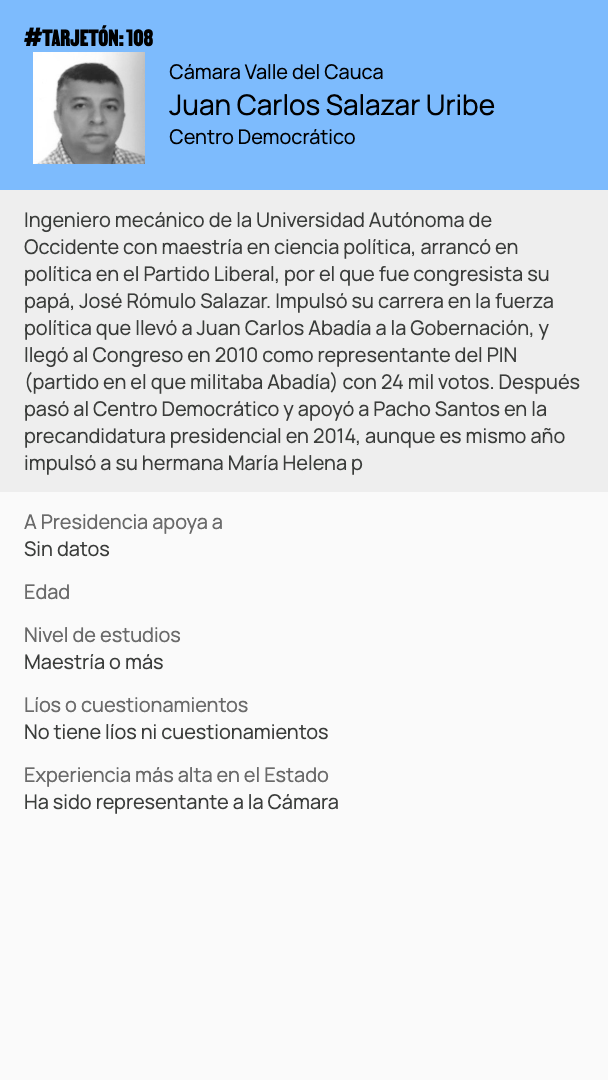 #TARJETÓN: 108
Cámara Valle del Cauca
Juan Carlos Salazar Uribe
Centro Democrático
Ingeniero mecánico de la Universidad Autónoma de
Occidente con maestría en ciencia política, arrancó en
política en el Partido Liberal, por el que fue congresista su
papá, José Rómulo Salazar. Impulsó su carrera en la fuerza
política que llevó a Juan Carlos Abadía a la Gobernación, y
llegó al Congreso en 2010 como representante del PIN
(partido en el que militaba Abadía) con 24 mil votos. Después
pasó al Centro Democrático y apoyó a Pacho Santos en la
precandidatura presidencial en 2014, aunque es mismo año
impulsó a su hermana María Helena p
A Presidencia apoya a
Sin datos
Edad
Nivel de estudios
Maestría o más
Líos o cuestionamientos
No tiene líos ni cuestionamientos
Experiencia más alta en el Estado
Ha sido representante a la Cámara